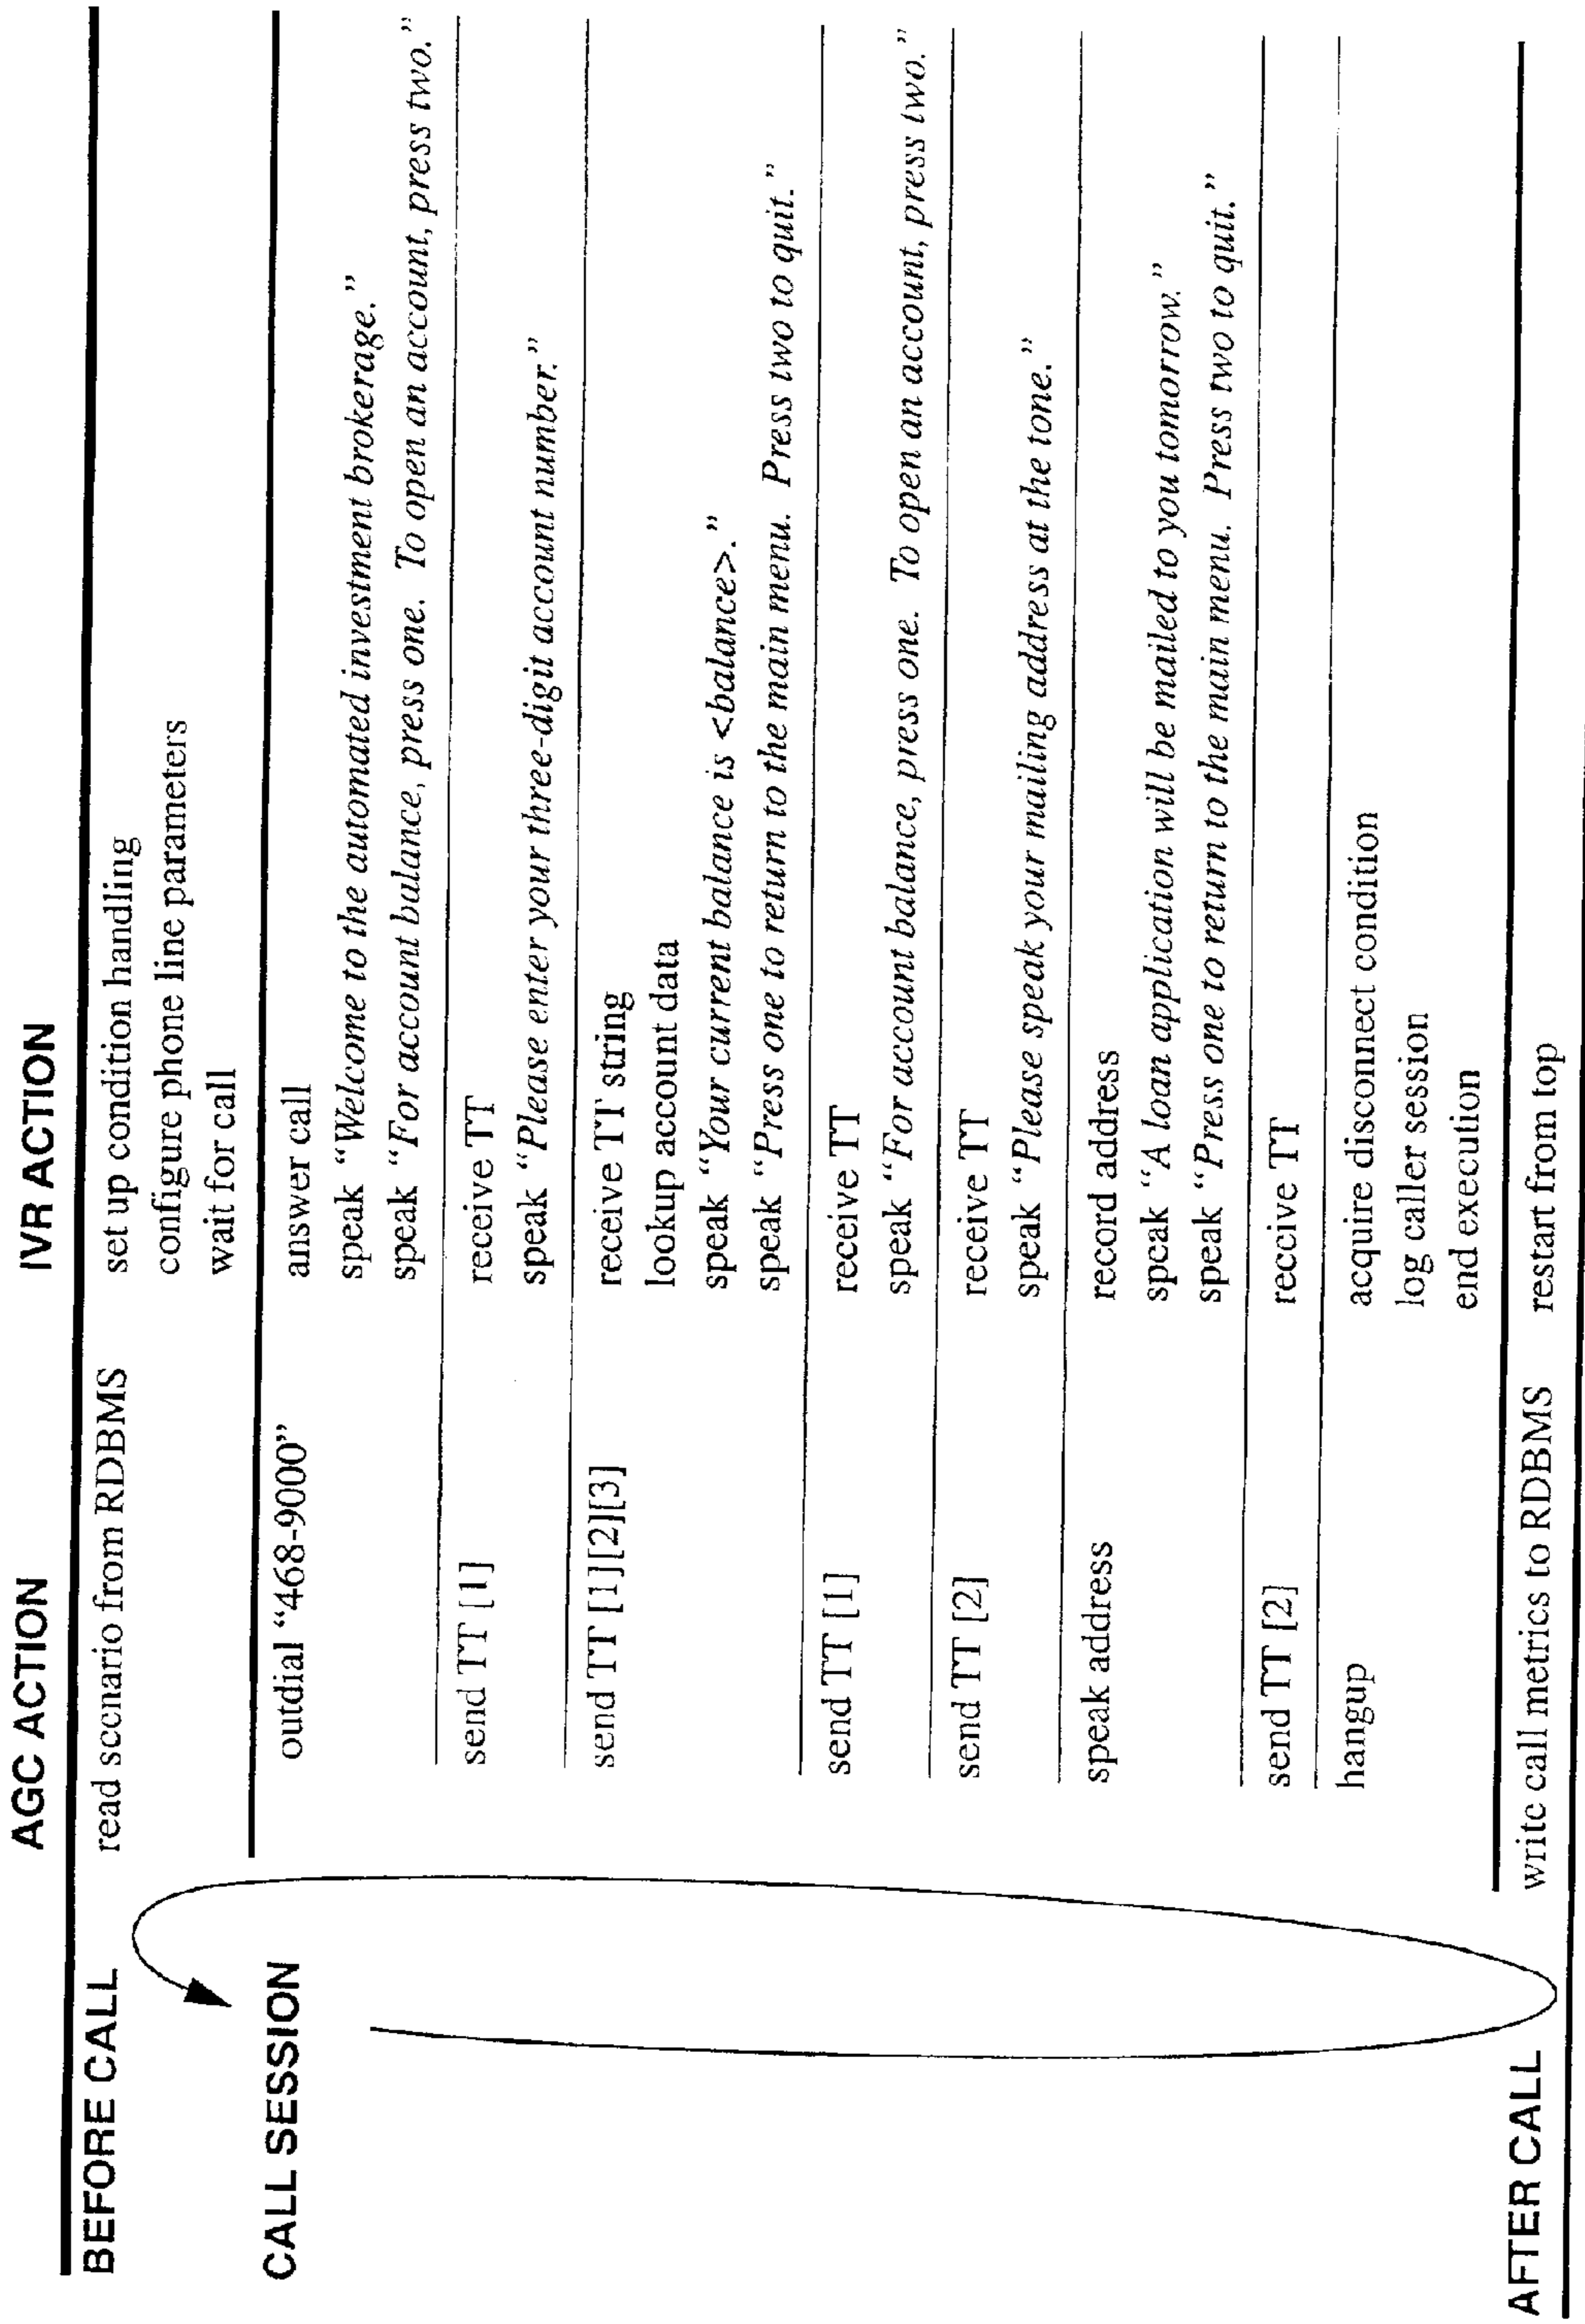 AGC ACTION IVR ACTION
BEFORE CALL read scenario from RDBMS set up condition handling
configure phone line parameters
wait for call
CALL SESSION outdial “468-9000” answer call
speak “Welcome to the automated investment brokerage.”
speak “For account balance, press one. To open an account, press two.”
send TT [1] receive TT
speak “Please enter your three-digit account number.”
send TT [1][2][3] receive TT string
lookup account data
speak “Your current balance is <balance>.”
speak “Press one to return to the main menu. Press two to quit.”
send TT [1] receive TT
speak “For account balance, press one. To open an account, press two.”
send TT [2] receive TT
speak “Please speak your mailing address at the tone.”
speak address record address
speak “A loan application will be mailed to you tomorrow.”
speak “Press one to return to the main menu. Press two to quit.”
send TT [2] receive TT
hangup acquire disconnect condition
log caller session
end execution
AFTER CALL write call metrics to RDBMS restart from top